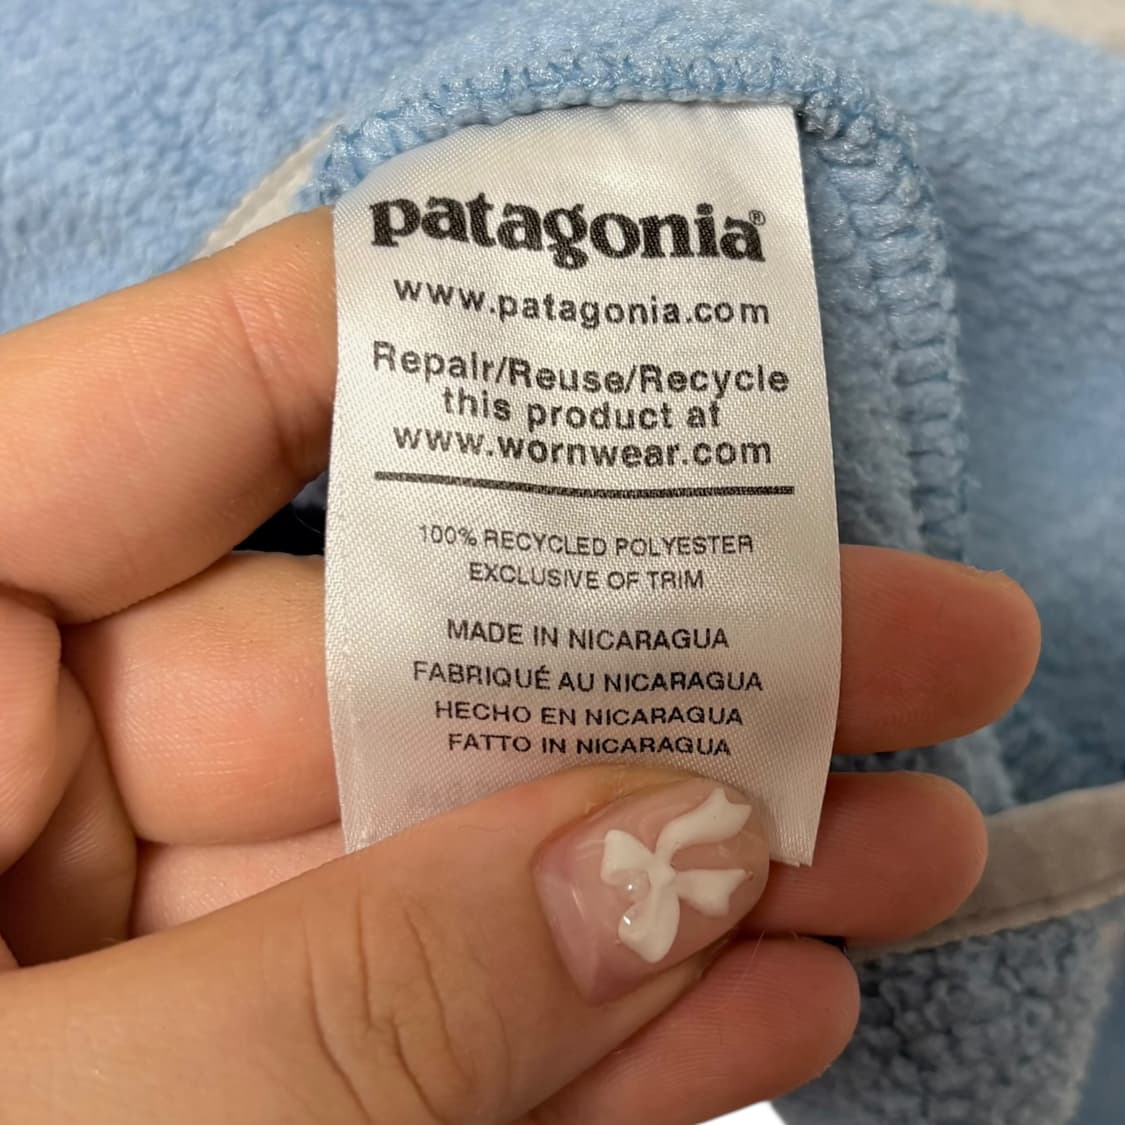 patagonia®
www.patagonia.com
Repair/Reuse/Recycle
this product at
www.wornwear.com
100% RECYCLED POLYESTER
EXCLUSIVE OF TRIM
MADE IN NICARAGUA
FABRIQUÉ AU NICARAGUA
HECHO EN NICARAGUA
FATTO IN NICARAGUA